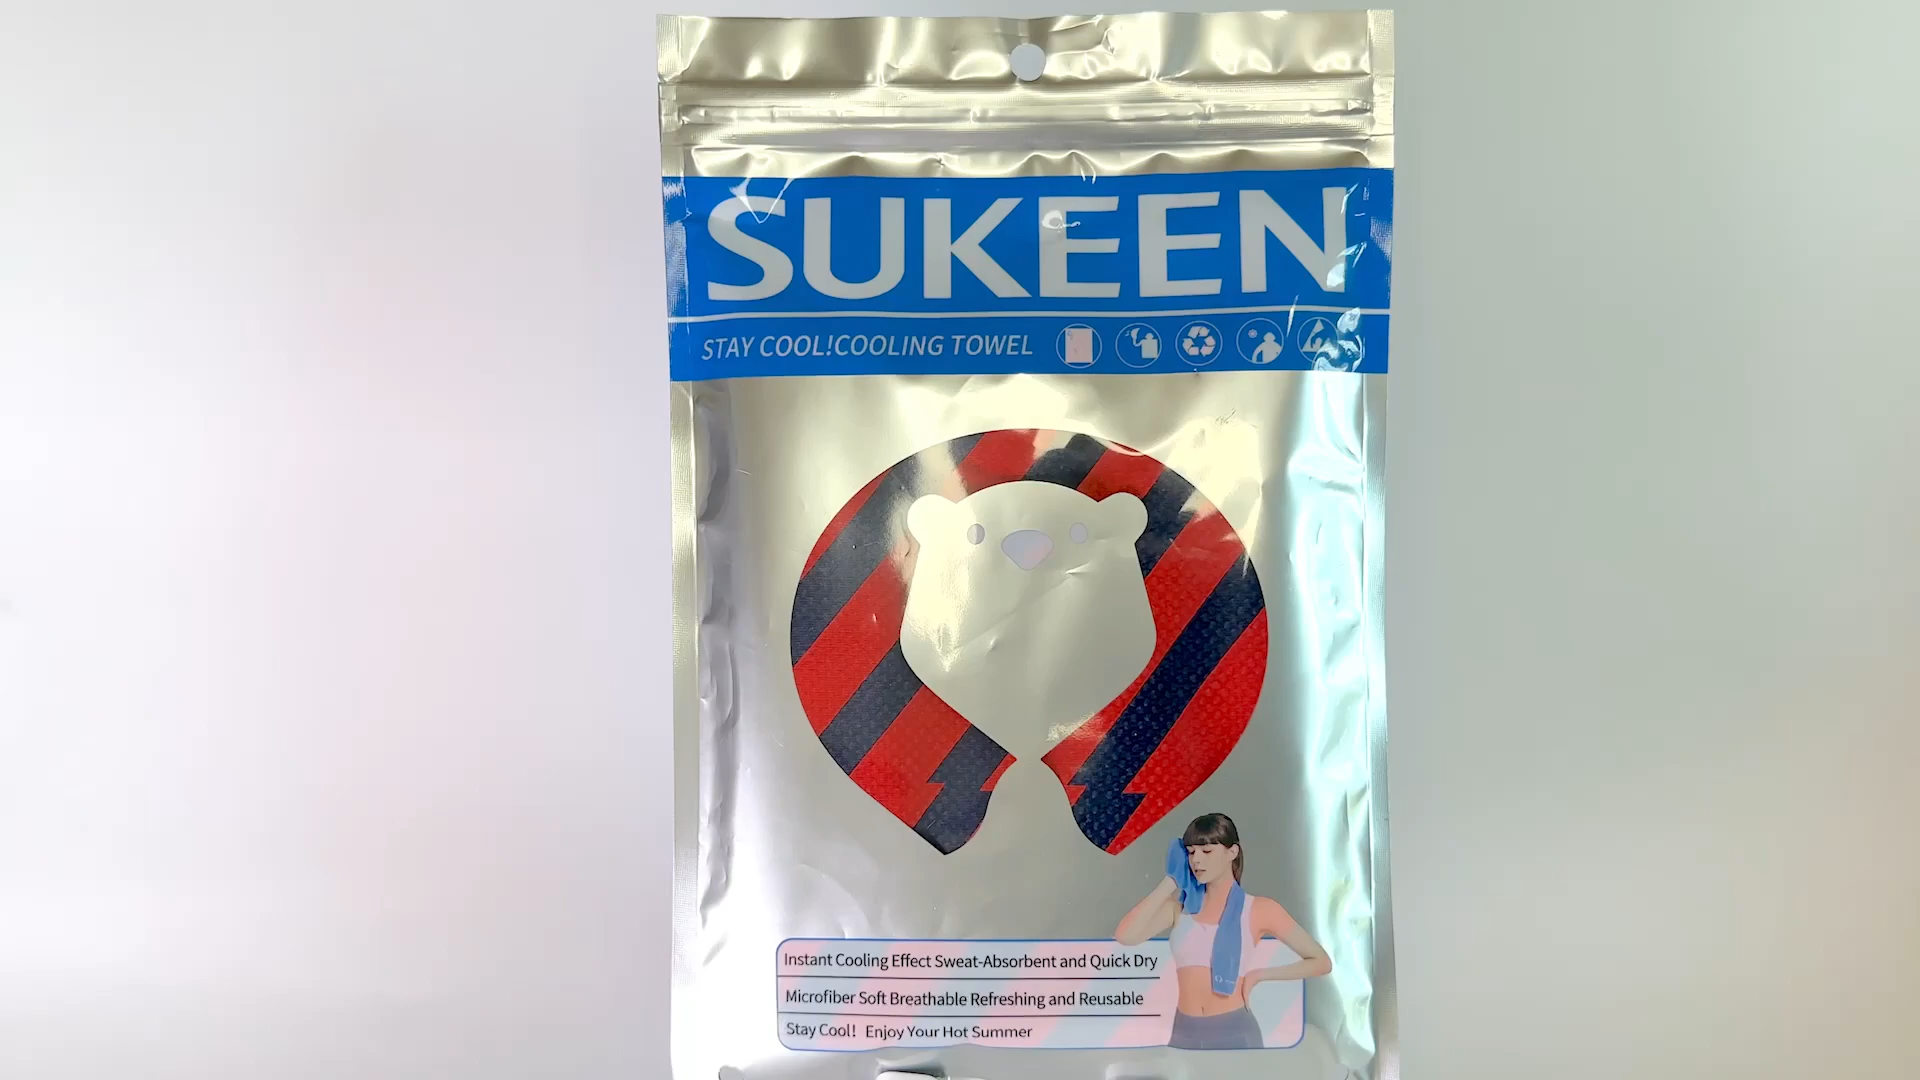 SUKEEN
STAY COOL!COOLING TOWEL
Instant Cooling Effect Sweat-Absorbent and Quick Dry
Microfiber Soft Breathable Refreshing and Reusable
Stay Cool! Enjoy Your Hot Summer